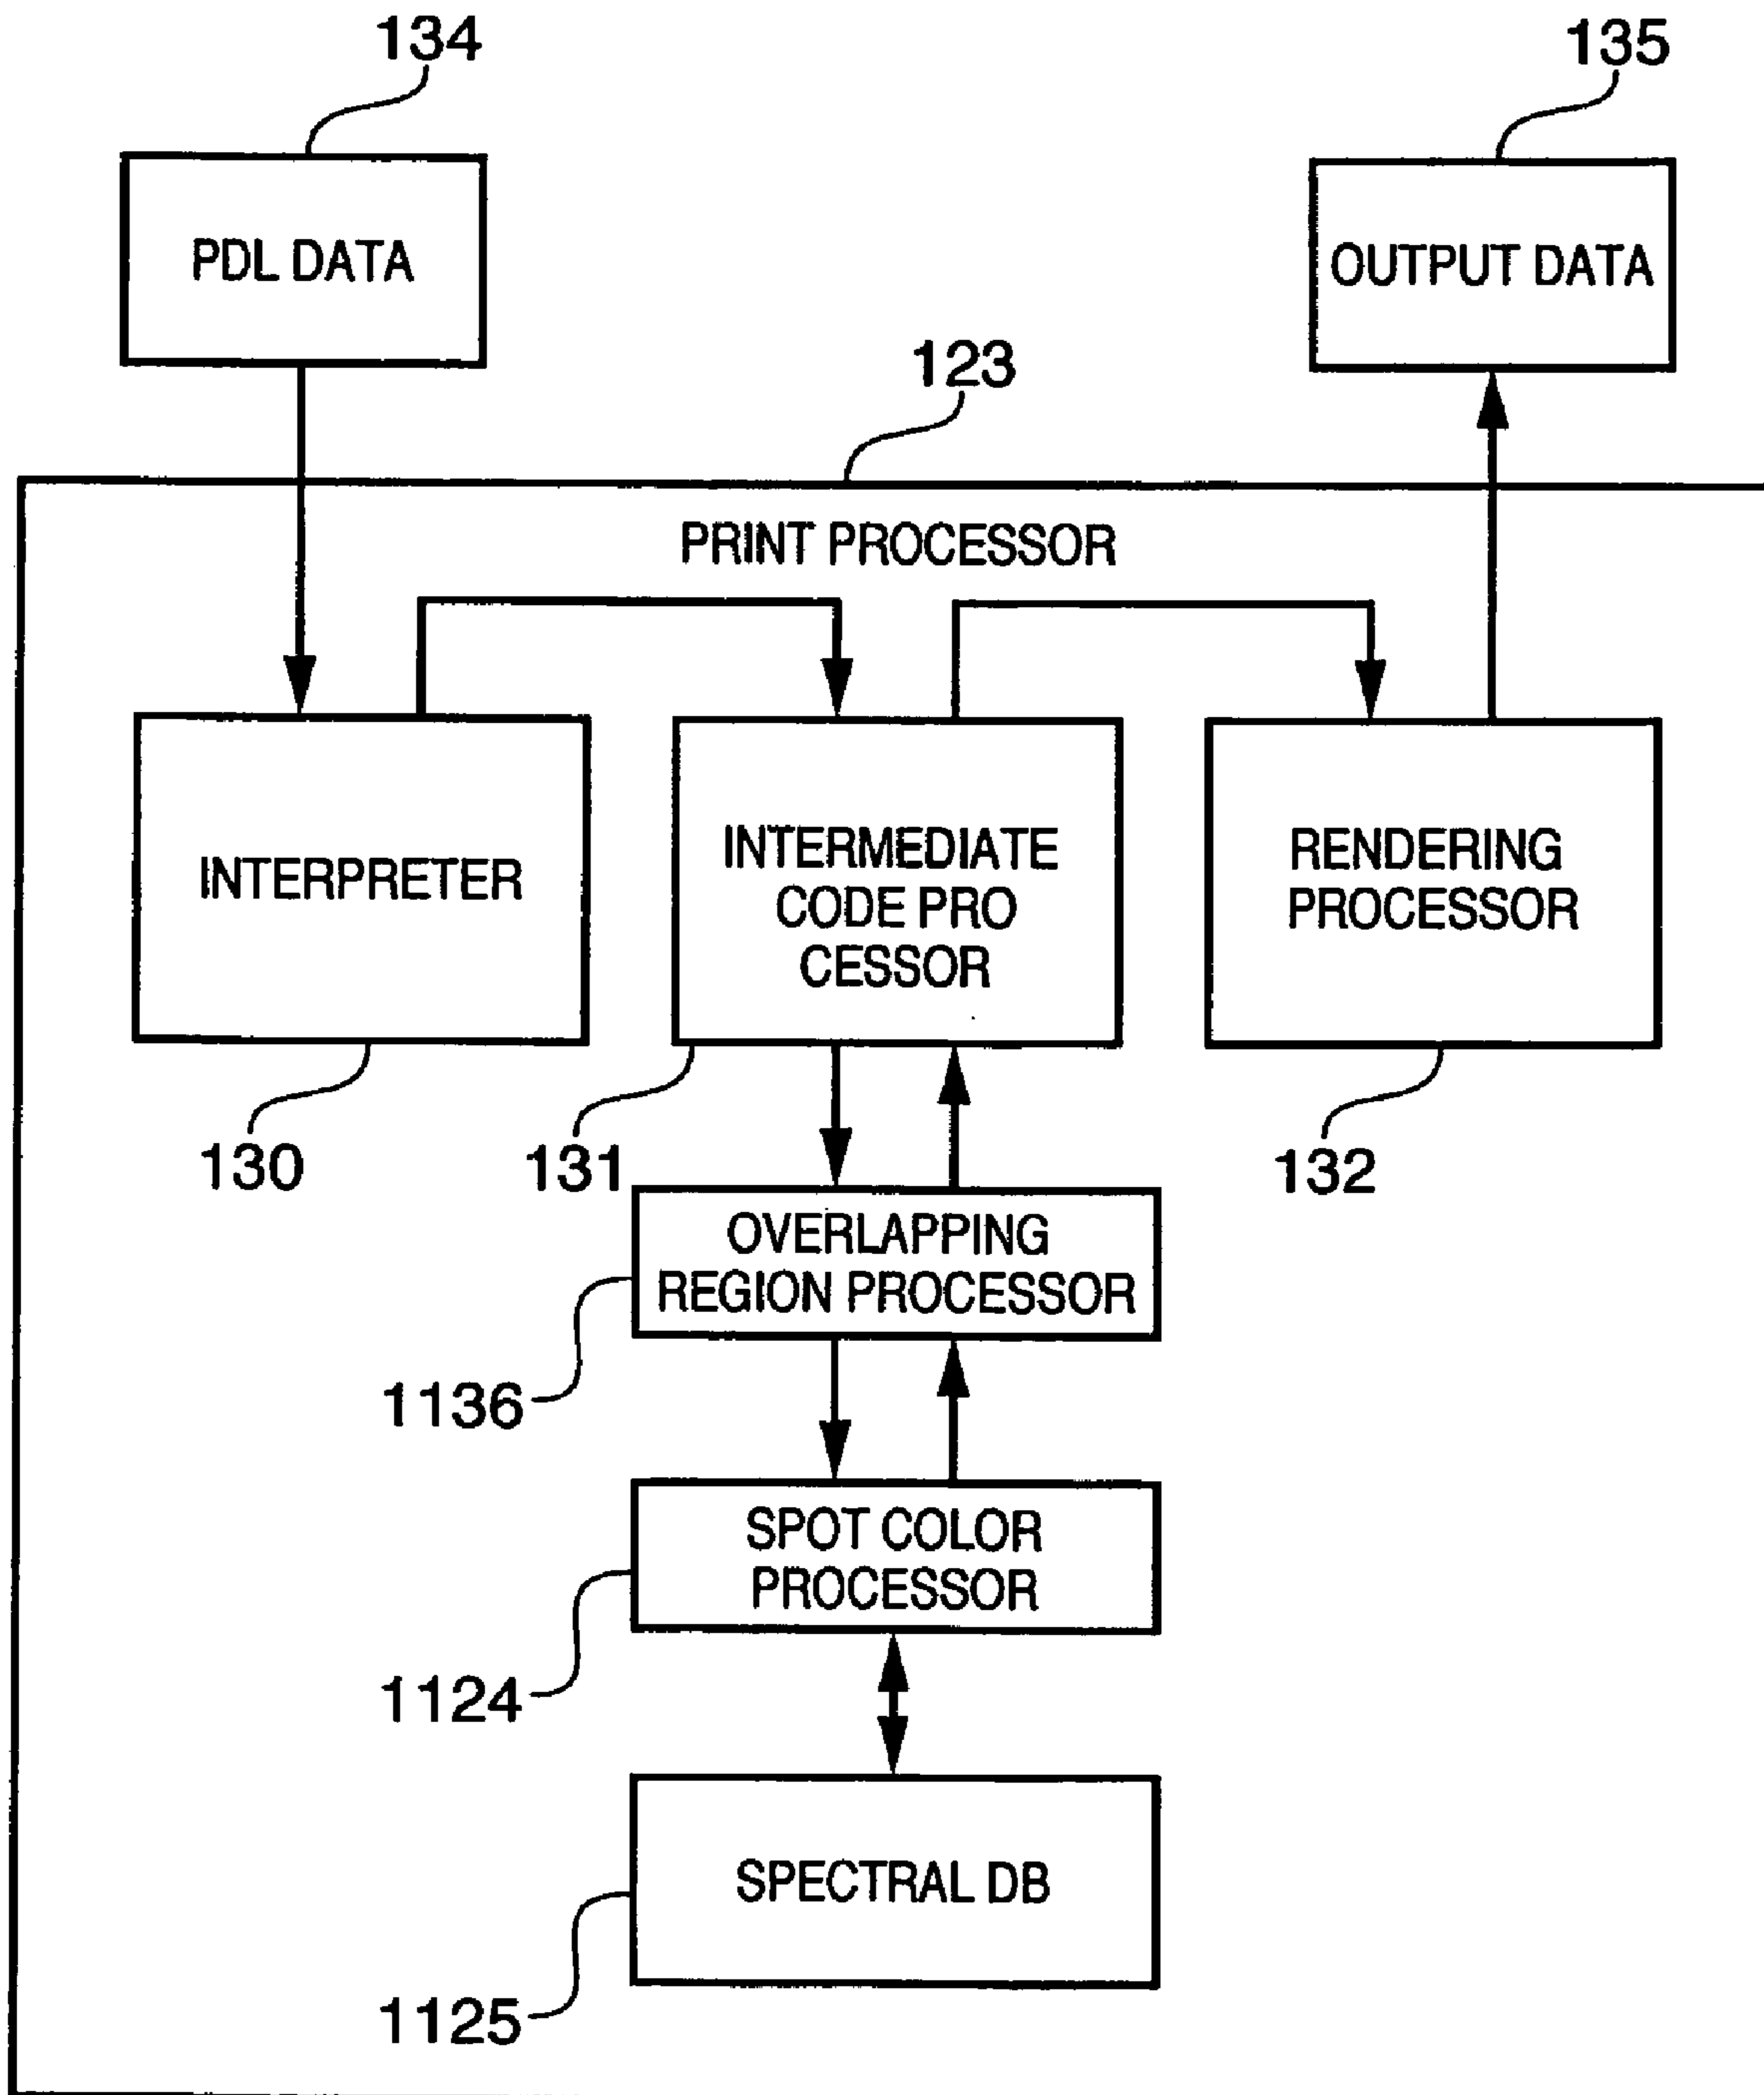 134
135
PDL DATA
OUTPUT DATA
123
PRINT PROCESSOR
INTERPRETER
INTERMEDIATE
CODE PRO
CESSOR
RENDERING
PROCESSOR
130
131
132
OVERLAPPING
REGION PROCESSOR
1136
SPOT COLOR
PROCESSOR
1124
SPECTRAL DB
1125